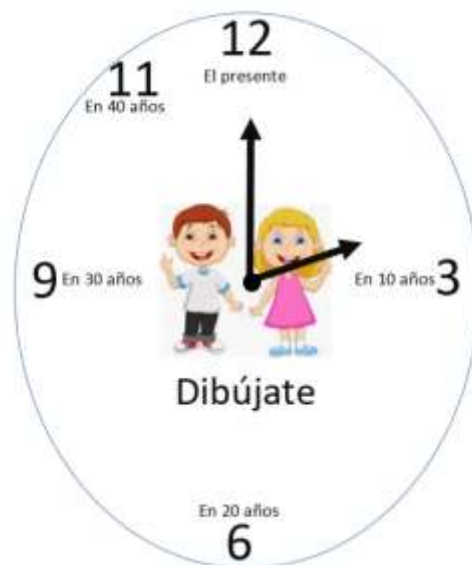 12
El presente
11
En 40 años
9 En 30 años
En 10 años 3
Dibújate
En 20 años
6